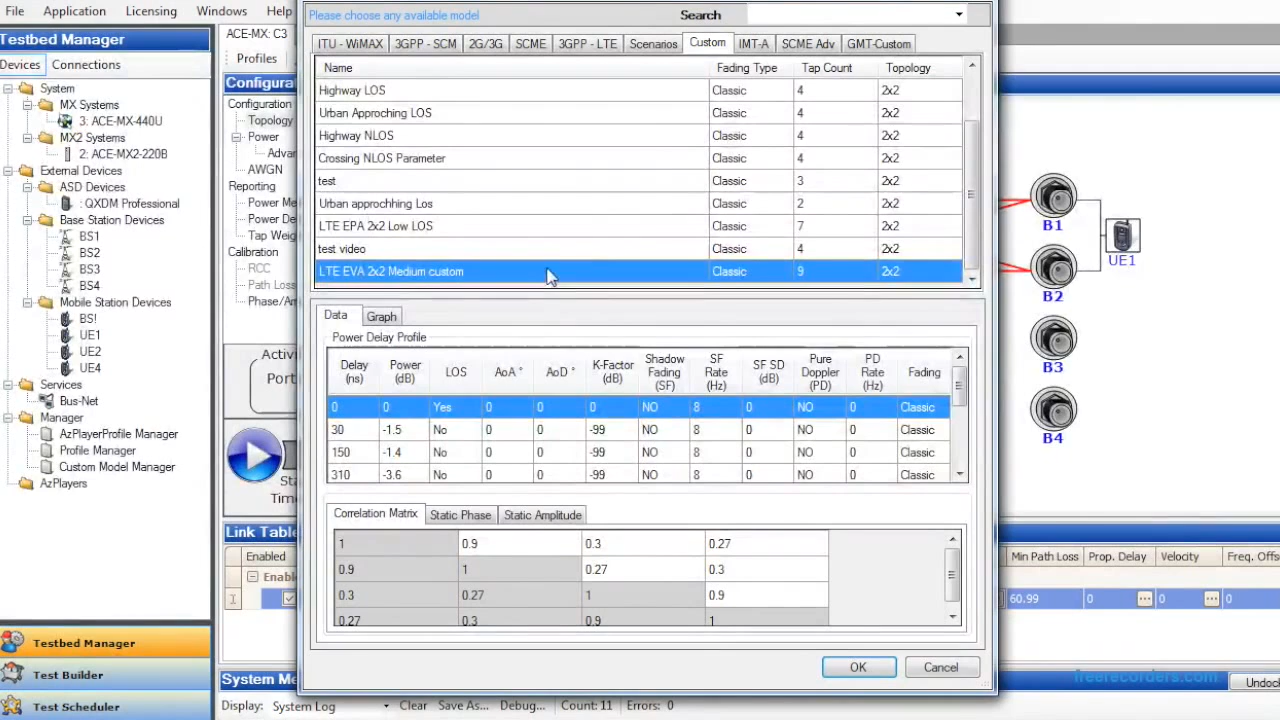 File Application Licensing Windows Help
Testbed Manager
Devices Connections
System
MX Systems
3: ACE-MX-440U
MX2 Systems
2: ACE-MX2-220B
External Devices
ASD Devices
: QXDM Professional
Base Station Devices
BS1
BS2
BS3
BS4
Mobile Station Devices
BS!
UE1
UE2
UE4
Services
Bus-Net
Manager
AzPlayerProfile Manager
Profile Manager
Custom Model Manager
AzPlayers
Testbed Manager
Test Builder
Test Scheduler
ACE-MX: C3
Profiles
Configura
Configuration
Topology
Power
Advan
AWGN
Reporting
Power Me
Power De
Tap Weig
Calibration
RCC
Path Loss
Phase/Am
Activi
Port
Sta
Time
Please choose any available model Search
ITU - WiMAX 3GPP - SCM 2G/3G SCME 3GPP - LTE Scenarios Custom IMT-A SCME Adv GMT-Custom
Name Fading Type Tap Count Topology
Highway LOS Classic 4 2x2
Urban Approching LOS Classic 4 2x2
Highway NLOS Classic 4 2x2
Crossing NLOS Parameter Classic 4 2x2
test Classic 3 2x2
Urban approchhing Los Classic 2 2x2
LTE EPA 2x2 Low LOS Classic 7 2x2
test video Classic 4 2x2
LTE EVA 2x2 Medium custom Classic 9 2x2
Data Graph
Power Delay Profile
Delay (ns) Power (dB) LOS AoA ° AoD ° K-Factor (dB) Shadow Fading (SF) SF Rate (Hz) SF SD (dB) Pure Doppler (PD) PD Rate (Hz) Fading
0 0 Yes 0 0 0 NO 8 0 NO 0 Classic
30 -1.5 No 0 0 -99 NO 8 0 NO 0 Classic
150 -1.4 No 0 0 -99 NO 8 0 NO 0 Classic
310 -3.6 No 0 0 -99 NO 8 0 NO 0 Classic
Correlation Matrix Static Phase Static Amplitude
1 0.9 0.3 0.27
0.9 1 0.27 0.3
0.3 0.27 1 0.9
0.27 0.3 0.9 1
OK Cancel
B1
B2
B3
B4
UE1
Link Table
Enabled Min Path Loss Prop. Delay Velocity Freq. Offs
Enabl
60.99 0 ... 0 ... 0
System Me
freerecorders.com
Undoc
Display: System Log Clear Save As... Debug... Count: 11 Errors: 0